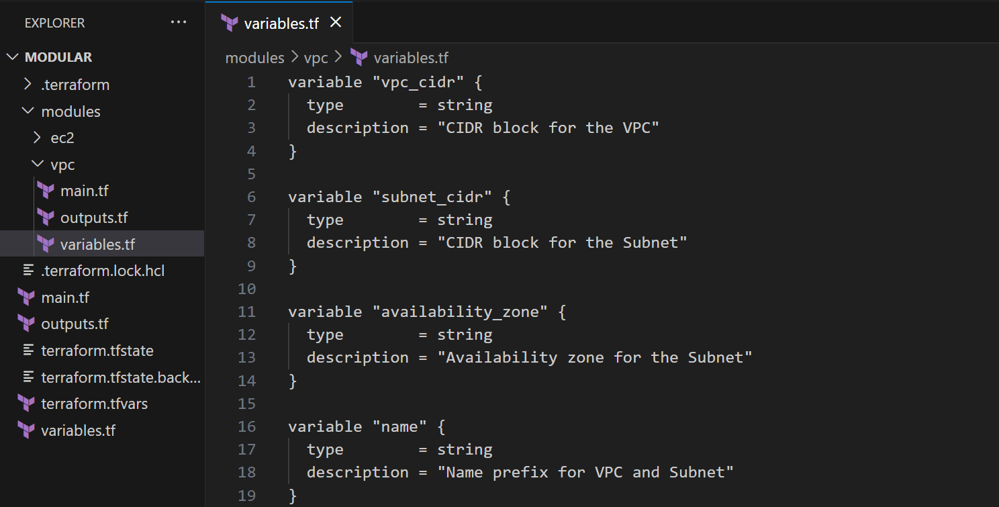 EXPLORER ...
MODULAR
.terraform
modules
ec2
vpc
main.tf
outputs.tf
variables.tf
.terraform.lock.hcl
main.tf
outputs.tf
terraform.tfstate
terraform.tfstate.back...
terraform.tfvars
variables.tf
variables.tf
modules > vpc > variables.tf
1 variable "vpc_cidr" {
2   type        = string
3   description = "CIDR block for the VPC"
4 }
5
6 variable "subnet_cidr" {
7   type        = string
8   description = "CIDR block for the Subnet"
9 }
10
11 variable "availability_zone" {
12   type        = string
13   description = "Availability zone for the Subnet"
14 }
15
16 variable "name" {
17   type        = string
18   description = "Name prefix for VPC and Subnet"
19 }